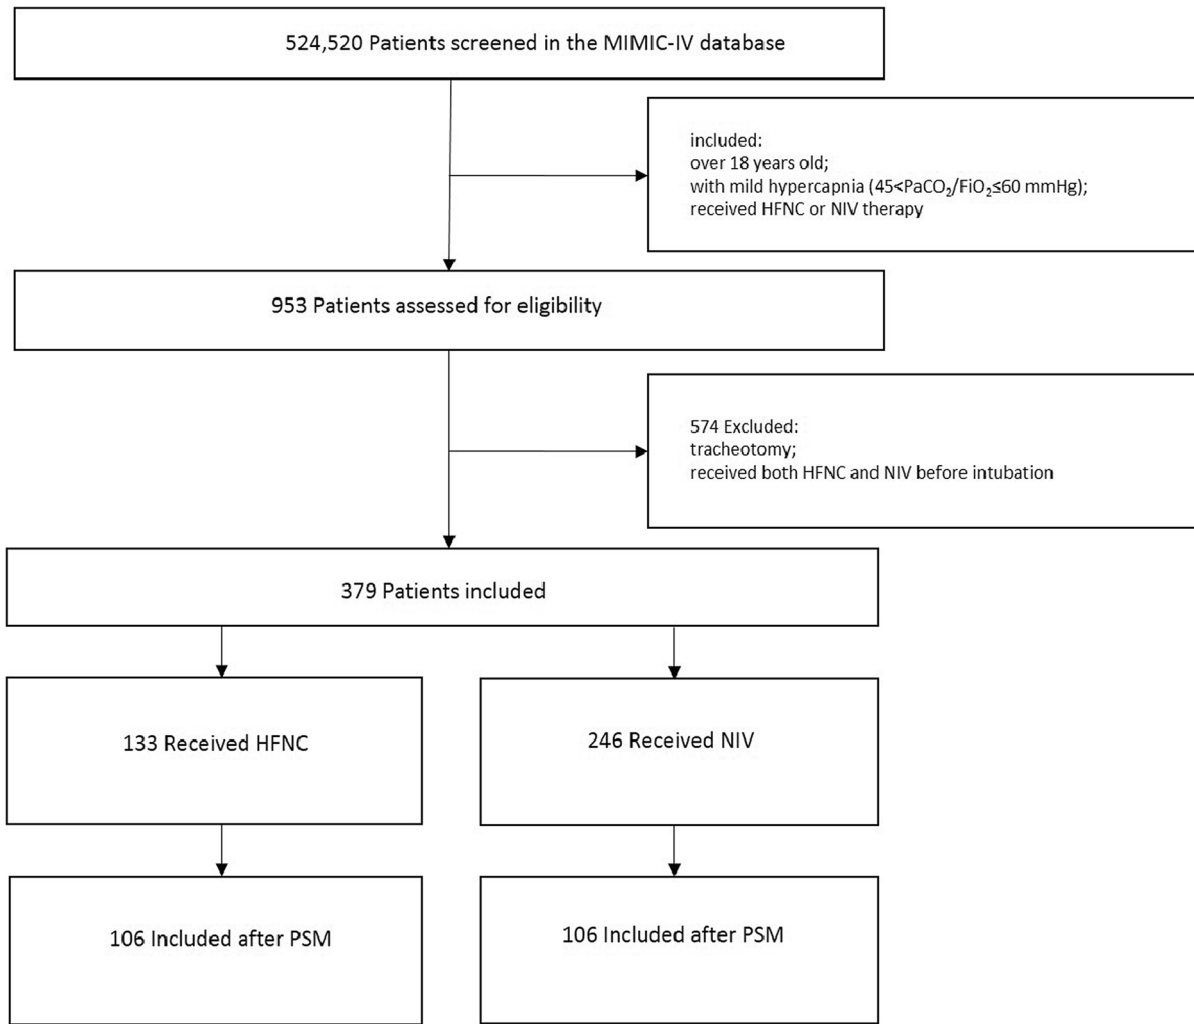 524,520 Patients screened in the MIMIC-IV database
included:
over 18 years old;
with mild hypercapnia (45<PaCO₂/FiO₂≤60 mmHg);
received HFNC or NIV therapy
953 Patients assessed for eligibility
574 Excluded:
tracheotomy;
received both HFNC and NIV before intubation
379 Patients included
133 Received HFNC
246 Received NIV
106 Included after PSM
106 Included after PSM